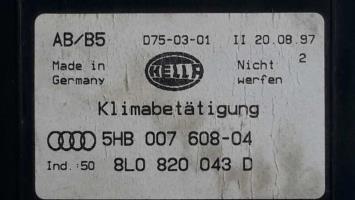 AB/B5 D75-03-01 II 20.08.97
Made in Germany HELLA Nicht werfen 2
Klimabetätigung
5HB 007 608-04
Ind.:50 8L0 820 043 D